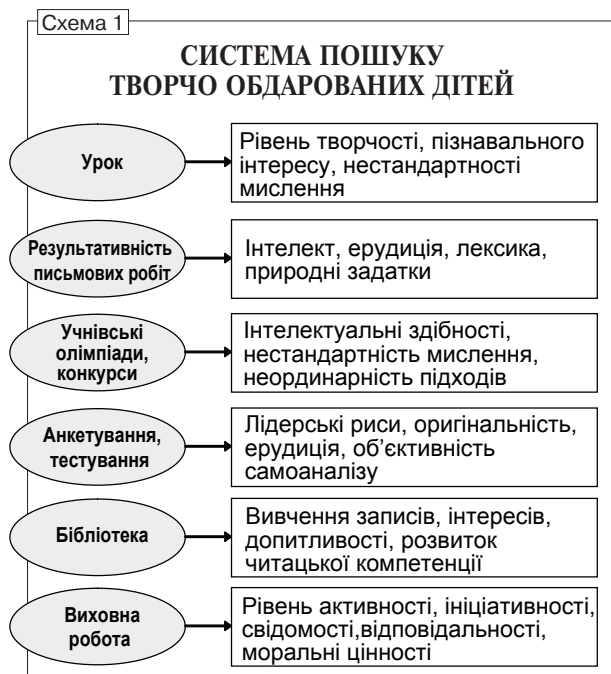 Схема 1
СИСТЕМА ПОШУКУ
ТВОРЧО ОБДАРОВАНИХ ДІТЕЙ
Урок
Рівень творчості, пізнавального
інтересу, нестандартності
мислення
Результативність
письмових робіт
Інтелект, ерудиція, лексика,
природні задатки
Учнівські
олімпіади,
конкурси
Інтелектуальні здібності,
нестандартність мислення,
неординарність підходів
Анкетування,
тестування
Лідерські риси, оригінальність,
ерудиція, об’єктивність
самоаналізу
Бібліотека
Вивчення записів, інтересів,
допитливості, розвиток
читацької компетенції
Виховна
робота
Рівень активності, ініціативності,
свідомості,відповідальності,
моральні цінності